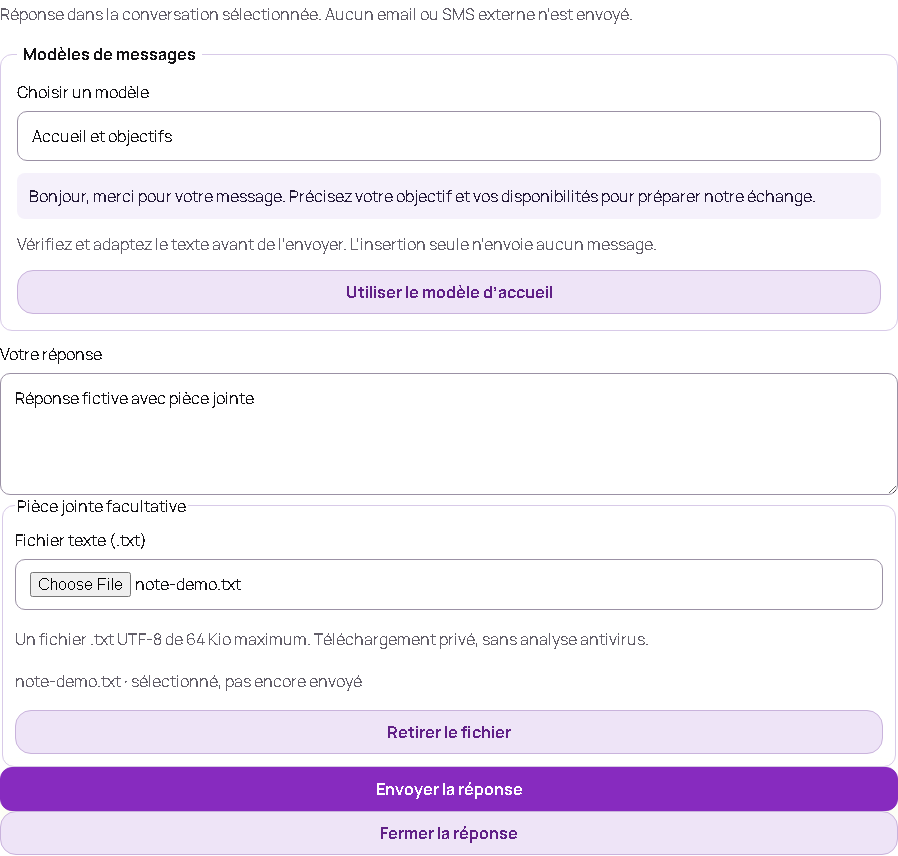 Réponse dans la conversation sélectionnée. Aucun email ou SMS externe n'est envoyé.
Modèles de messages
Choisir un modèle
Accueil et objectifs
Bonjour, merci pour votre message. Précisez votre objectif et vos disponibilités pour préparer notre échange.
Vérifiez et adaptez le texte avant de l'envoyer. L'insertion seule n'envoie aucun message.
Utiliser le modèle d’accueil
Votre réponse
Réponse fictive avec pièce jointe
Pièce jointe facultative
Fichier texte (.txt)
Choose File note-demo.txt
Un fichier .txt UTF-8 de 64 Kio maximum. Téléchargement privé, sans analyse antivirus.
note-demo.txt · sélectionné, pas encore envoyé
Retirer le fichier
Envoyer la réponse
Fermer la réponse